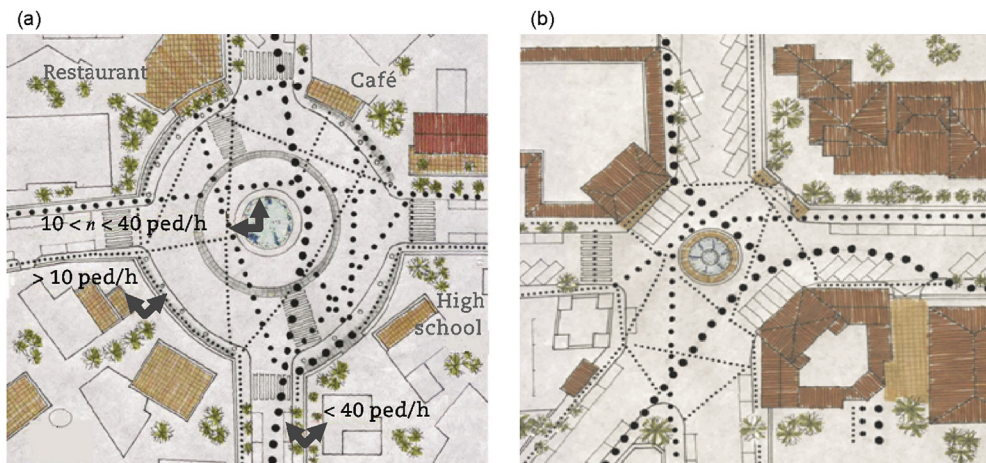 (a)
(b)
Restaurant
Café
10 < n < 40 ped/h
> 10 ped/h
High
school
< 40 ped/h